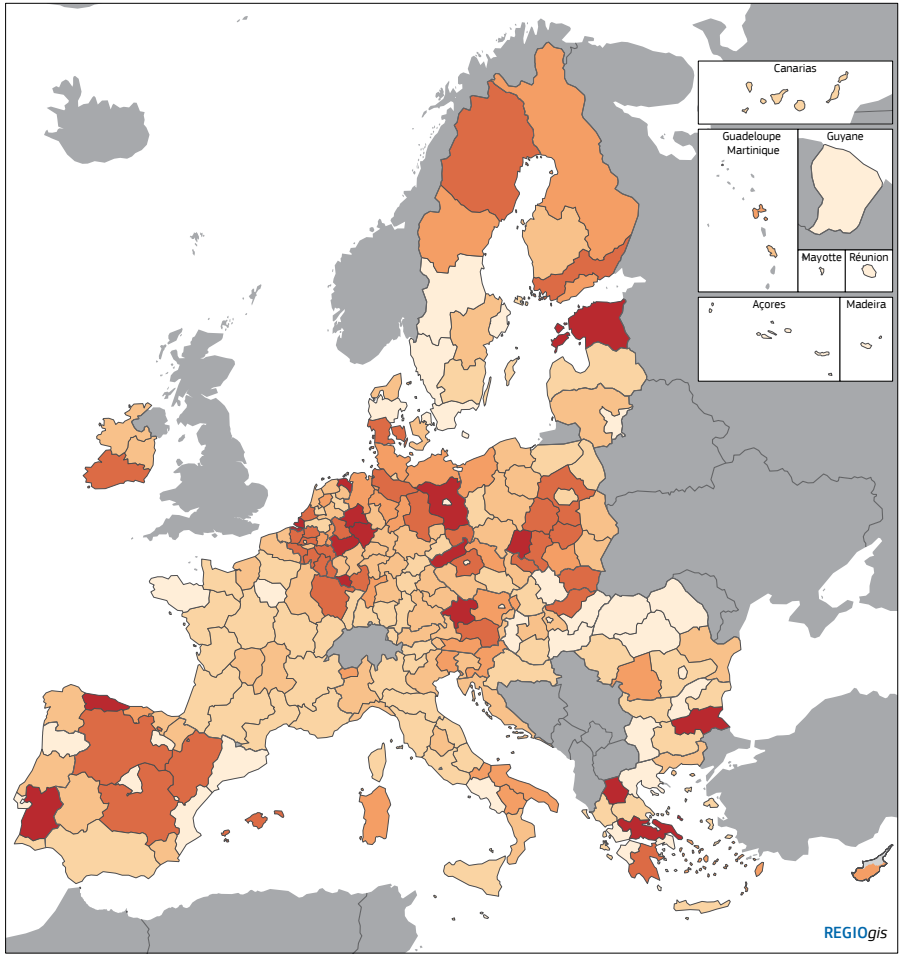 Canarias
Guadeloupe
Martinique
Guyane
Mayotte
Réunion
Açores
Madeira
REGIOgis